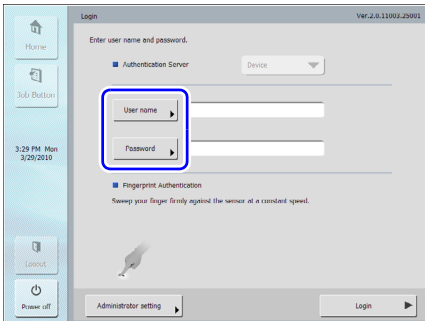 Login
Ver.2.0.11003.25001
Home
Enter user name and password.
Authentication Server
Device
Job Button
User name
Password
3:29 PM Mon
3/29/2010
Fingerprint Authentication
Sweep your finger firmly against the sensor at a constant speed.
Logout
Power off
Administrator setting
Login